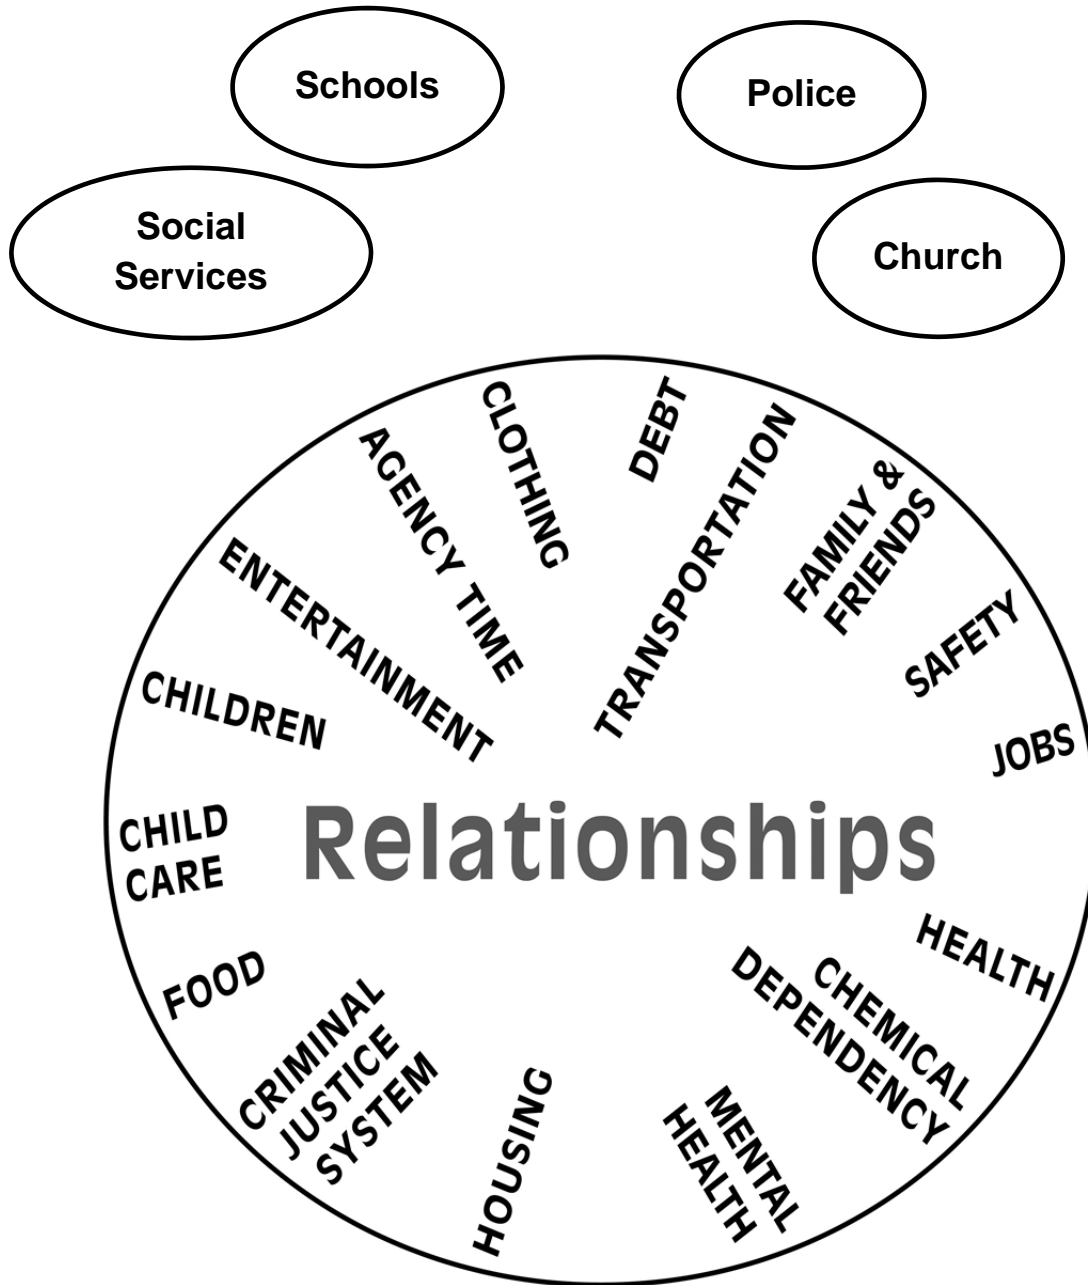 Schools
Police
Social
Services
Church
CLOTHING
DEBT
AGENCY TIME
TRANSPORTATION
FAMILY &
FRIENDS
ENTERTAINMENT
SAFETY
CHILDREN
JOBS
Relationships
CHILD
CARE
HEALTH
FOOD
CHEMICAL
DEPENDENCY
CRIMINAL
JUSTICE
SYSTEM
HOUSING
MENTAL
HEALTH